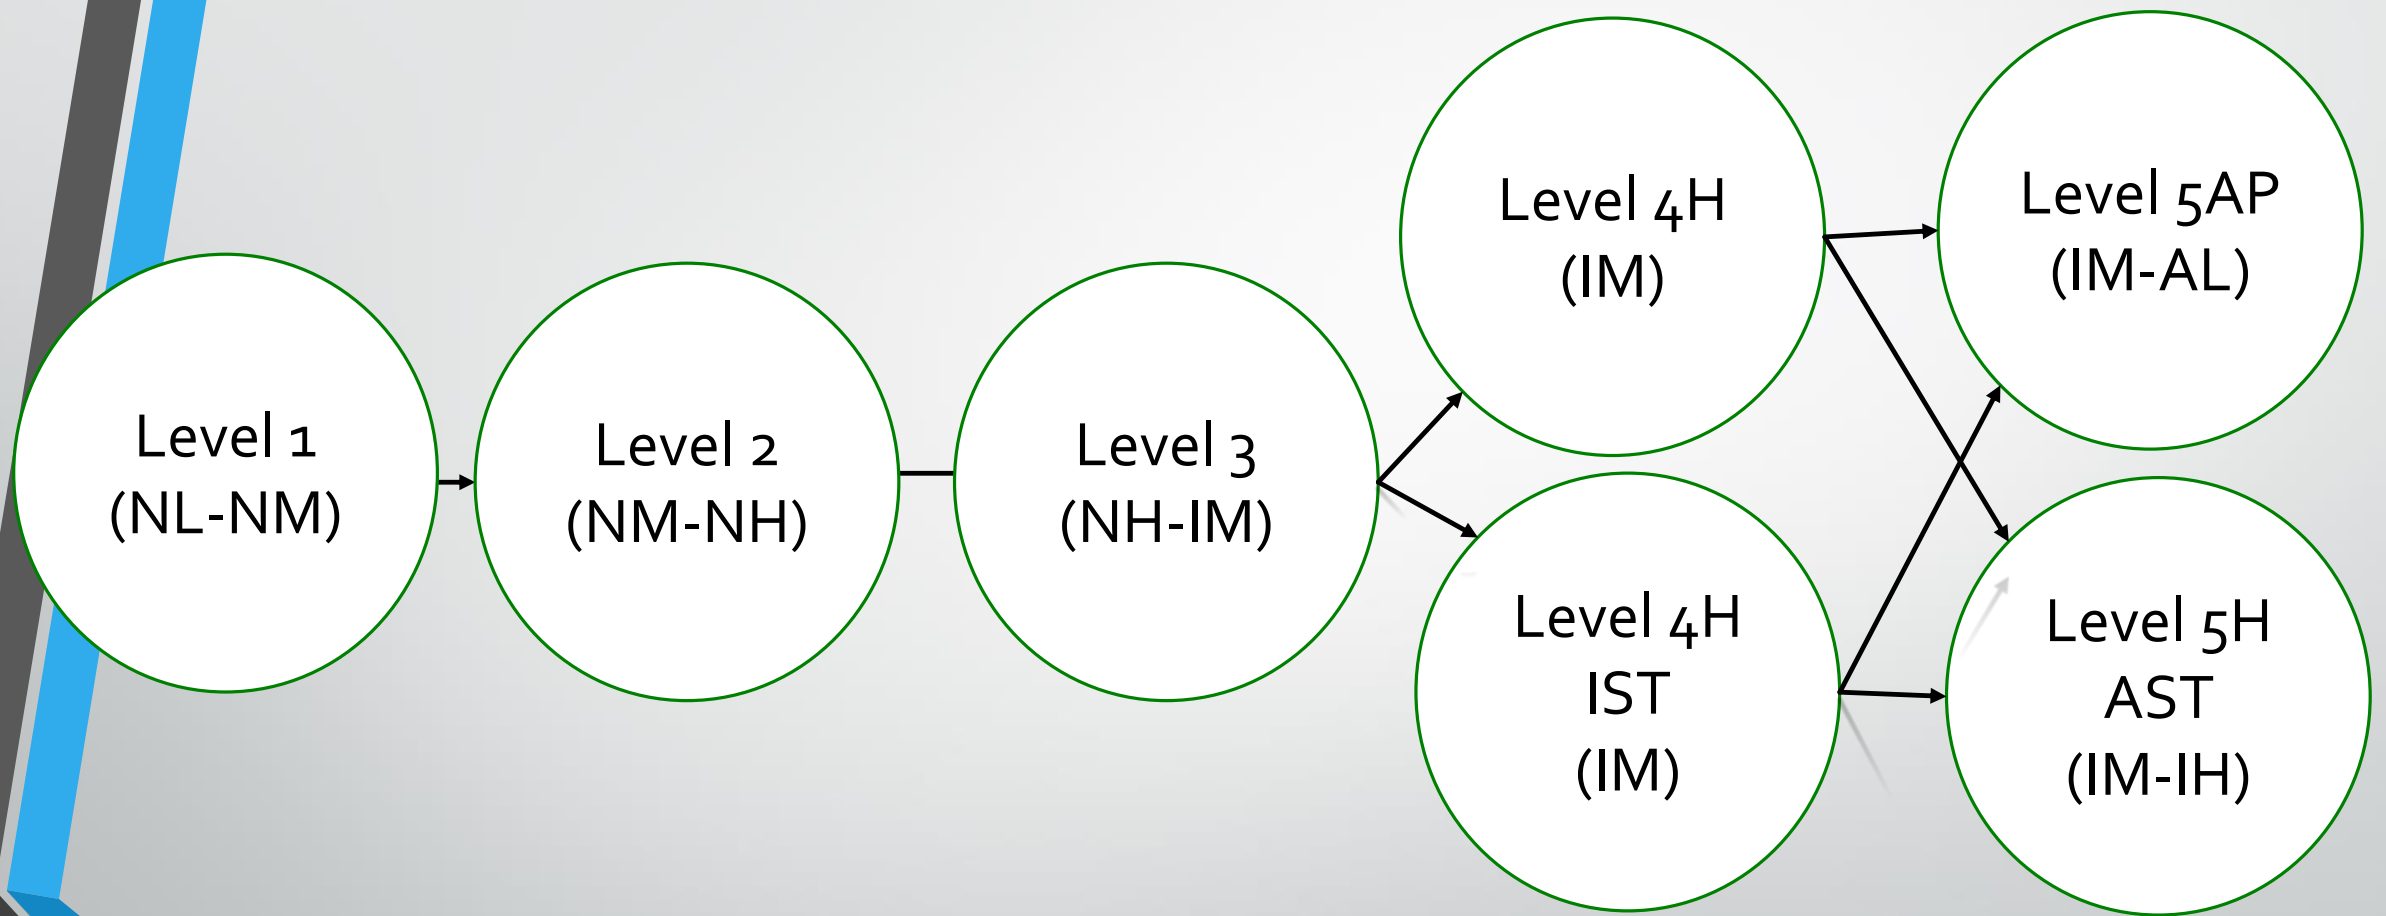 Level 1
(NL-NM)
Level 2
(NM-NH)
Level 3
(NH-IM)
Level 4H
(IM)
Level 4H
IST
(IM)
Level 5AP
(IM-AL)
Level 5H
AST
(IM-IH)